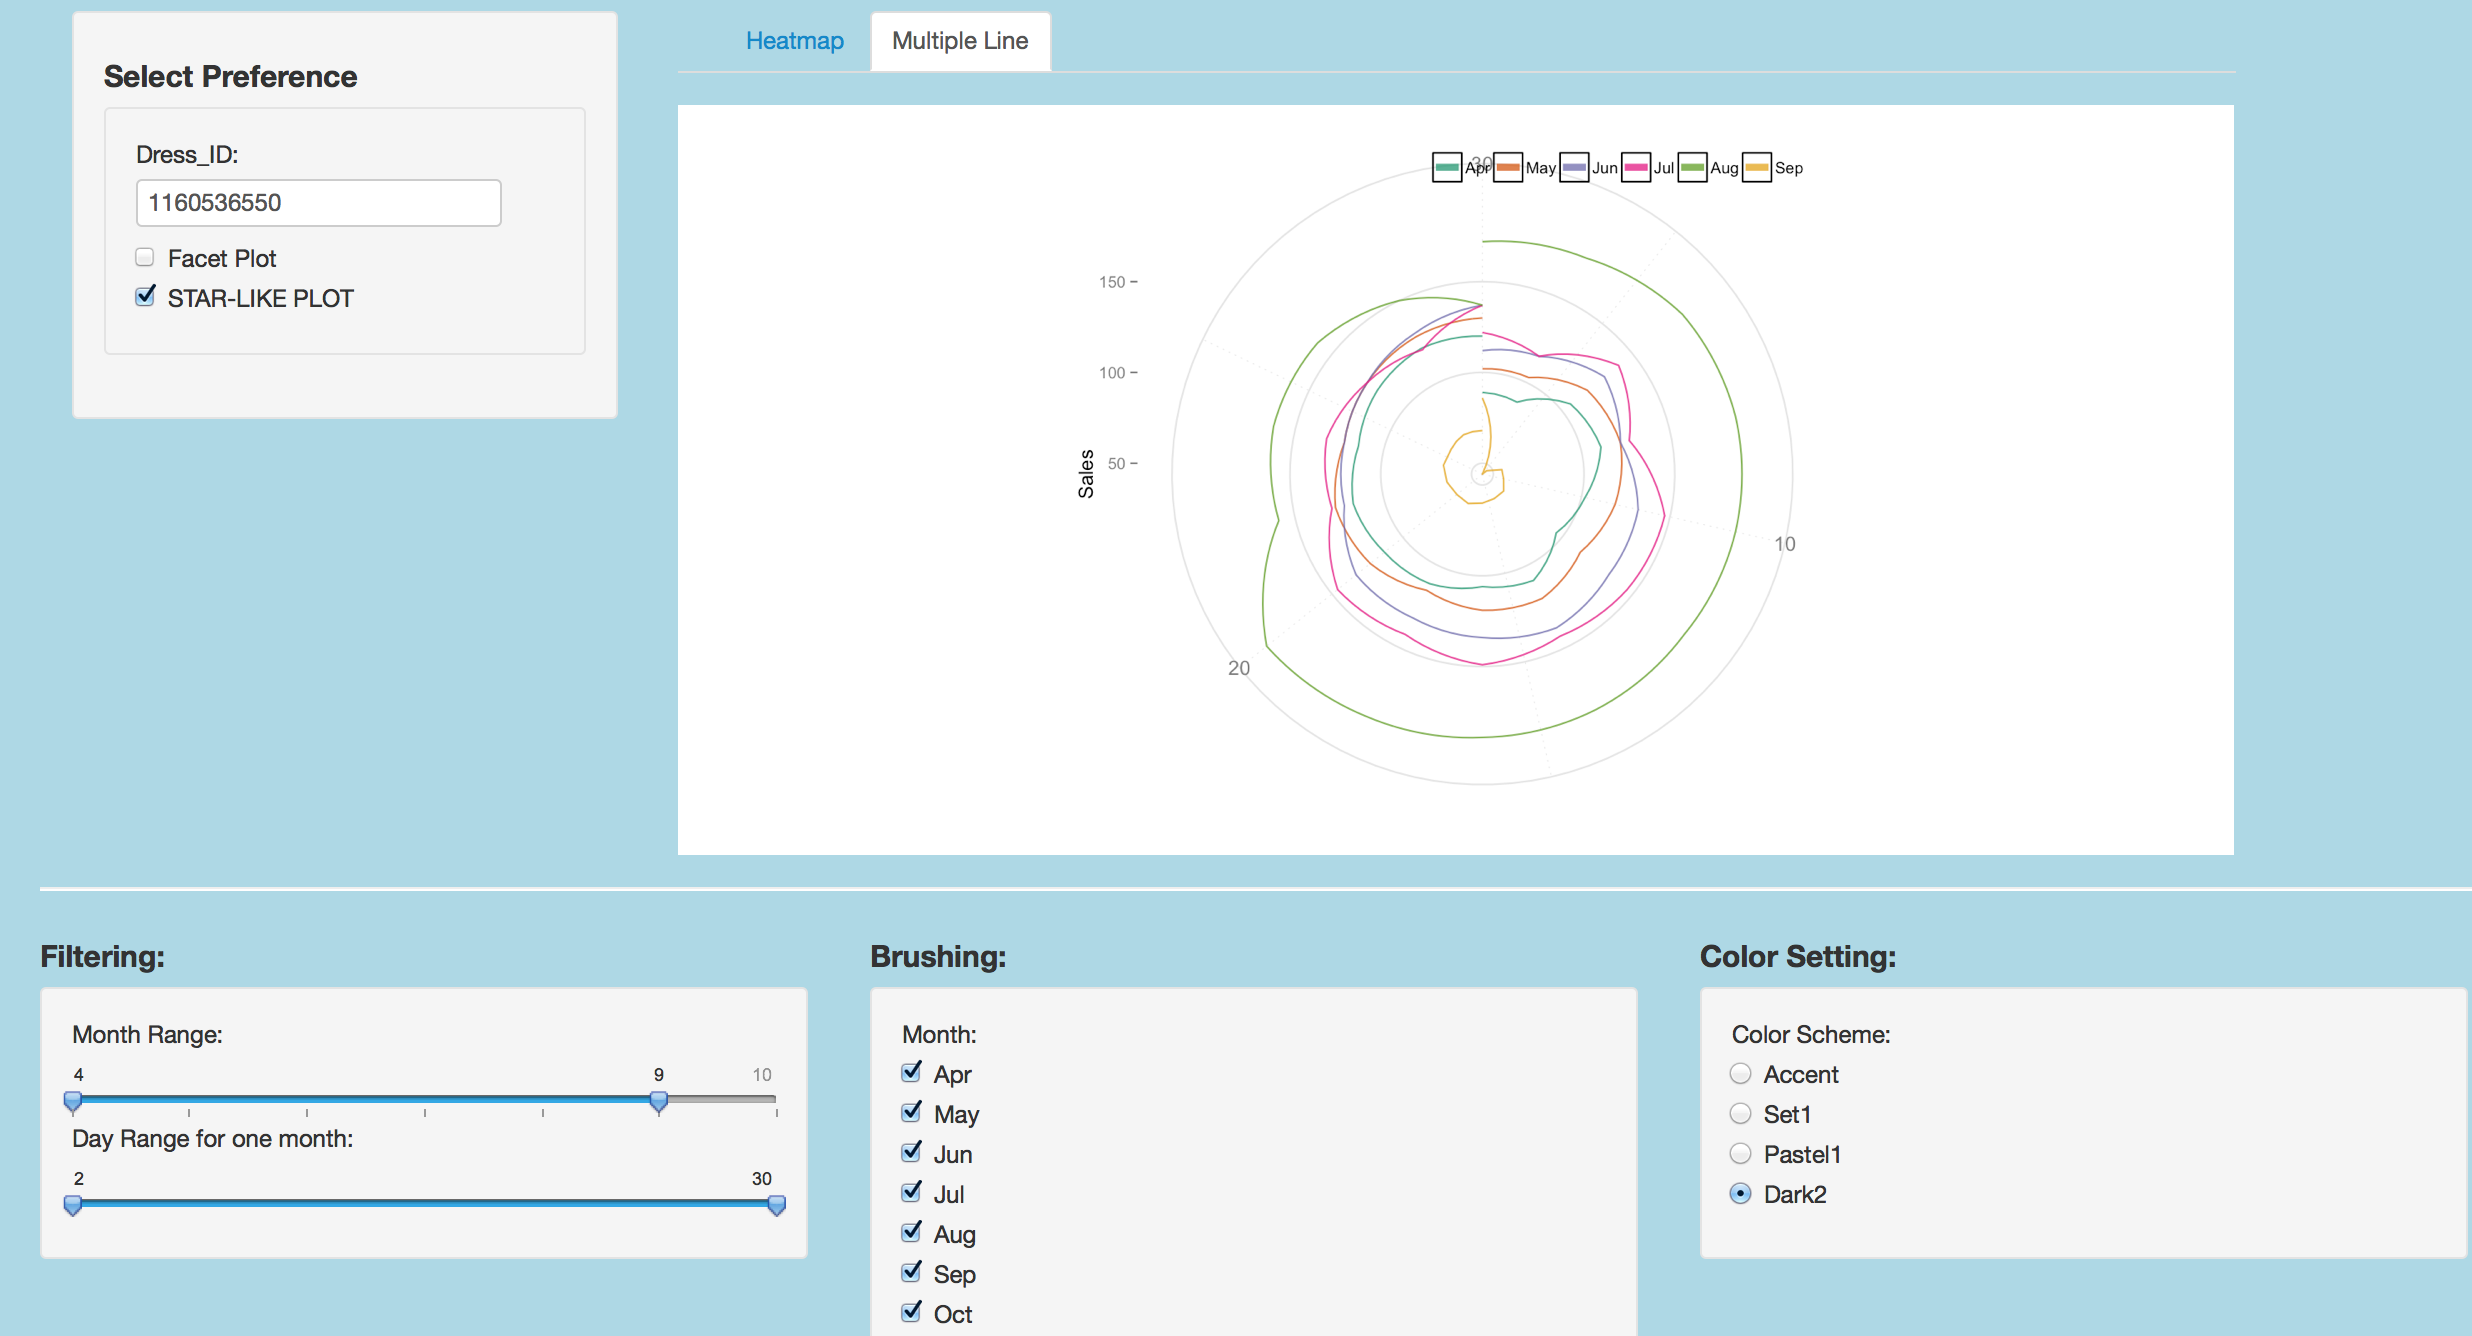 Select Preference
Dress_ID:
1160536550
Facet Plot
STAR-LIKE PLOT
Heatmap
Multiple Line
30
Apr May Jun Jul Aug Sep
150
100
50
Sales
10
20
Filtering:
Month Range:
4 9 10
Day Range for one month:
2 30
Brushing:
Month:
Apr
May
Jun
Jul
Aug
Sep
Oct
Color Setting:
Color Scheme:
Accent
Set1
Pastel1
Dark2